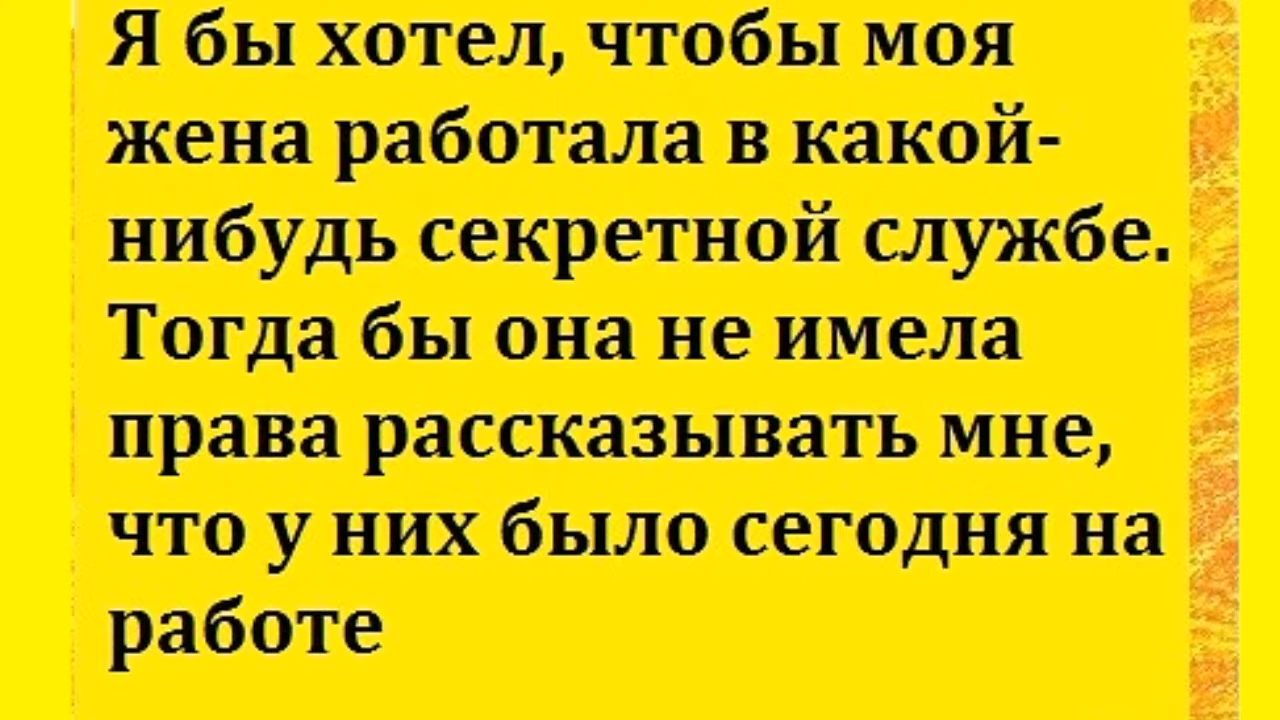 Я бы хотел, чтобы моя
жена работала в какой-
нибудь секретной службе.
Тогда бы она не имела
права рассказывать мне,
что у них было сегодня на
работе